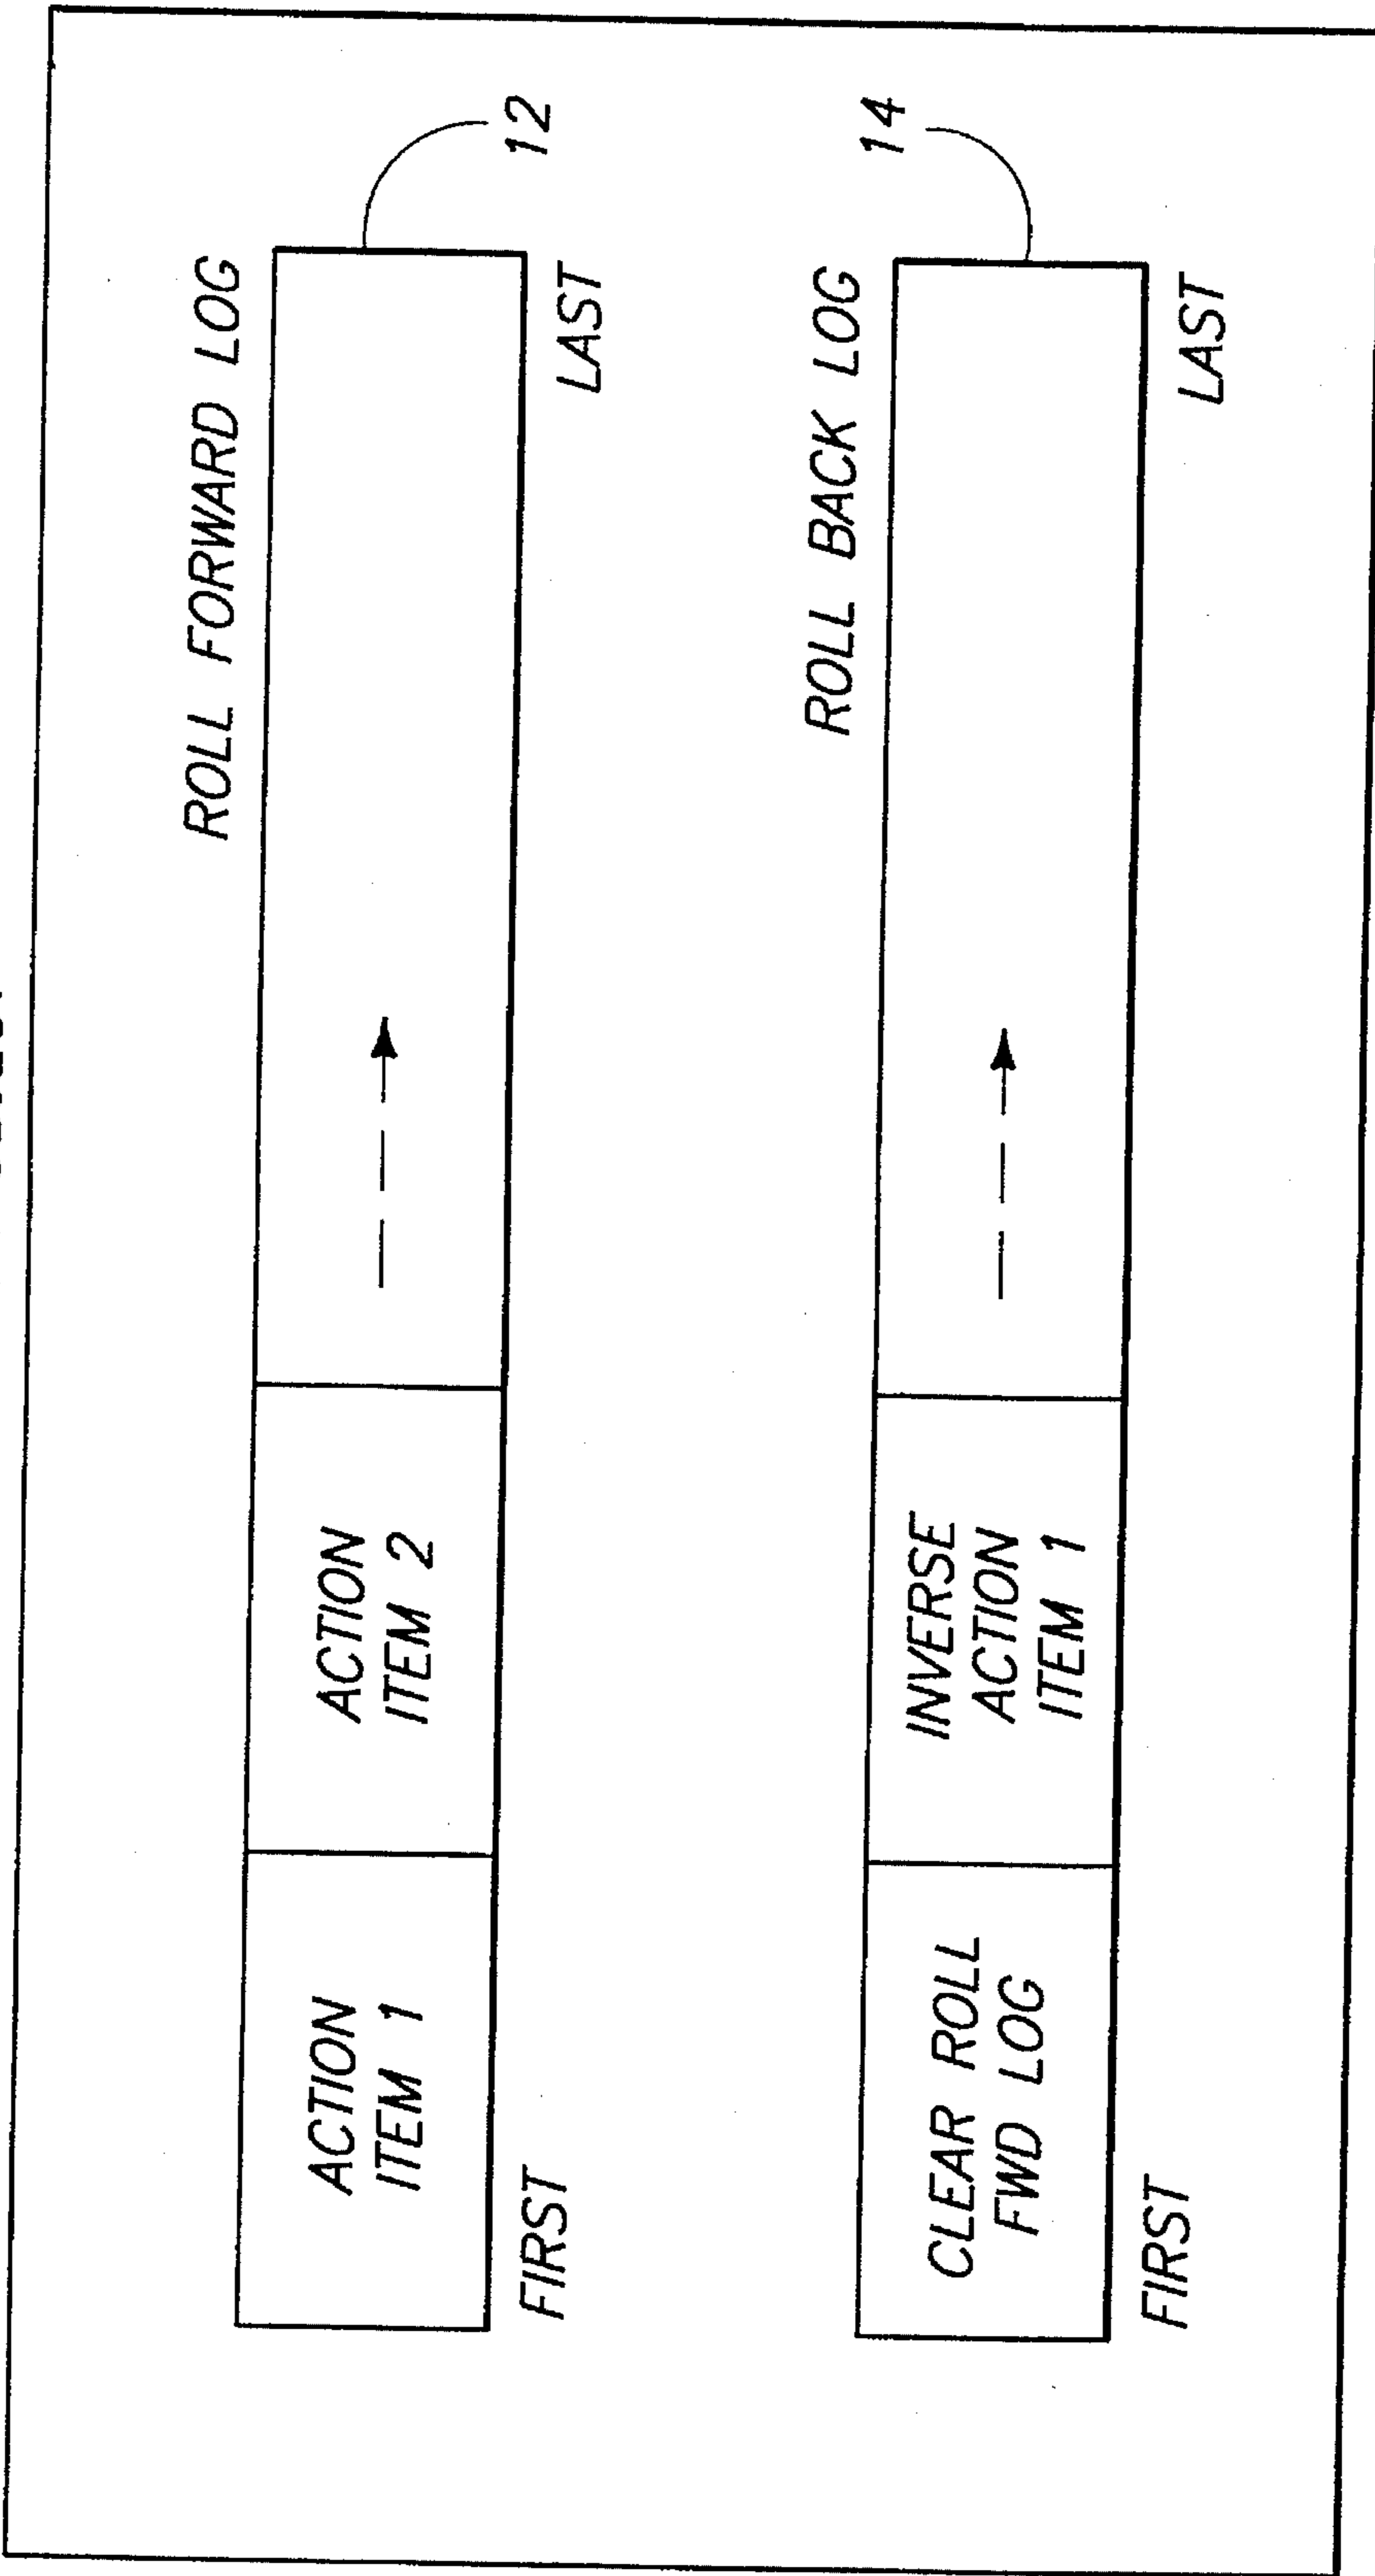 ROLL FORWARD LOG
ACTION
ITEM 1
ACTION
ITEM 2
12
FIRST
LAST
ROLL BACK LOG
14
CLEAR ROLL
FWD LOG
INVERSE
ACTION
ITEM 1
FIRST
LAST